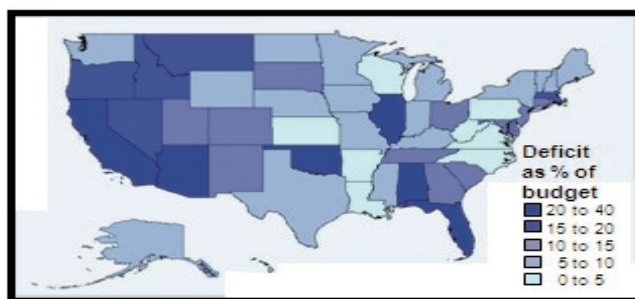 Deficit
as % of
budget
20 to 40
15 to 20
10 to 15
5 to 10
0 to 5